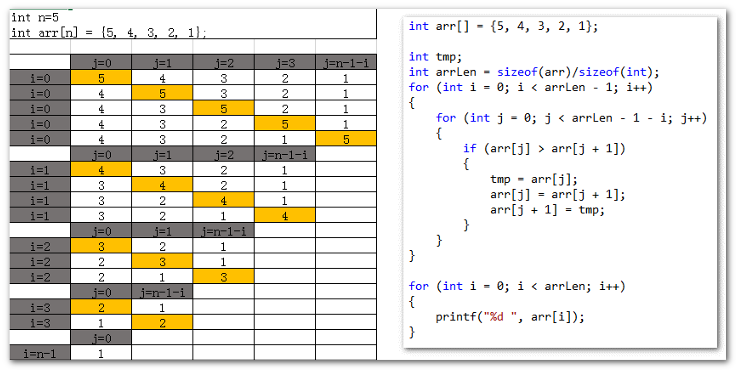 int n=5
int arr[n] = {5, 4, 3, 2, 1};
j=0 j=1 j=2 j=3 j=n-1-i
i=0 5 4 3 2 1
i=0 4 5 3 2 1
i=0 4 3 5 2 1
i=0 4 3 2 5 1
i=0 4 3 2 1 5
j=0 j=1 j=2 j=n-1-i
i=1 4 3 2 1
i=1 3 4 2 1
i=1 3 2 4 1
i=1 3 2 1 4
j=0 j=1 j=n-1-i
i=2 3 2 1
i=2 2 3 1
i=2 2 1 3
j=0 j=n-1-i
i=3 2 1
i=3 1 2
j=0
i=n-1 1
int arr[] = {5, 4, 3, 2, 1};
int tmp;
int arrLen = sizeof(arr)/sizeof(int);
for (int i = 0; i < arrLen - 1; i++)
{
for (int j = 0; j < arrLen - 1 - i; j++)
{
if (arr[j] > arr[j + 1])
{
tmp = arr[j];
arr[j] = arr[j + 1];
arr[j + 1] = tmp;
}
}
}
for (int i = 0; i < arrLen; i++)
{
printf("%d ", arr[i]);
}